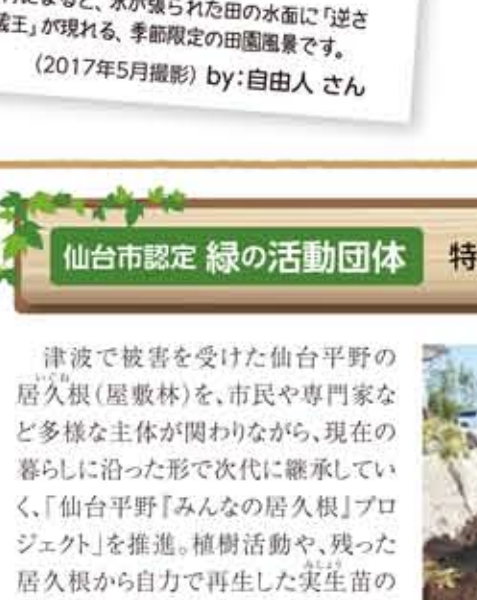 と、水が張られた田の水面に「逆さ
蔵王」が現れる、季節限定の田園風景です。
(2017年5月撮影) by:自由人 さん
仙台市認定 緑の活動団体 特
津波で被害を受けた仙台平野の
居久根(屋敷林)を、市民や専門家な
いぐね
ど多様な主体が関わりながら、現在の
暮らしに沿った形で次代に継承してい
く、「仙台平野『みんなの居久根』プロ
ジェクト」を推進。植樹活動や、残った
居久根から自力で再生した実生苗の
みしょう